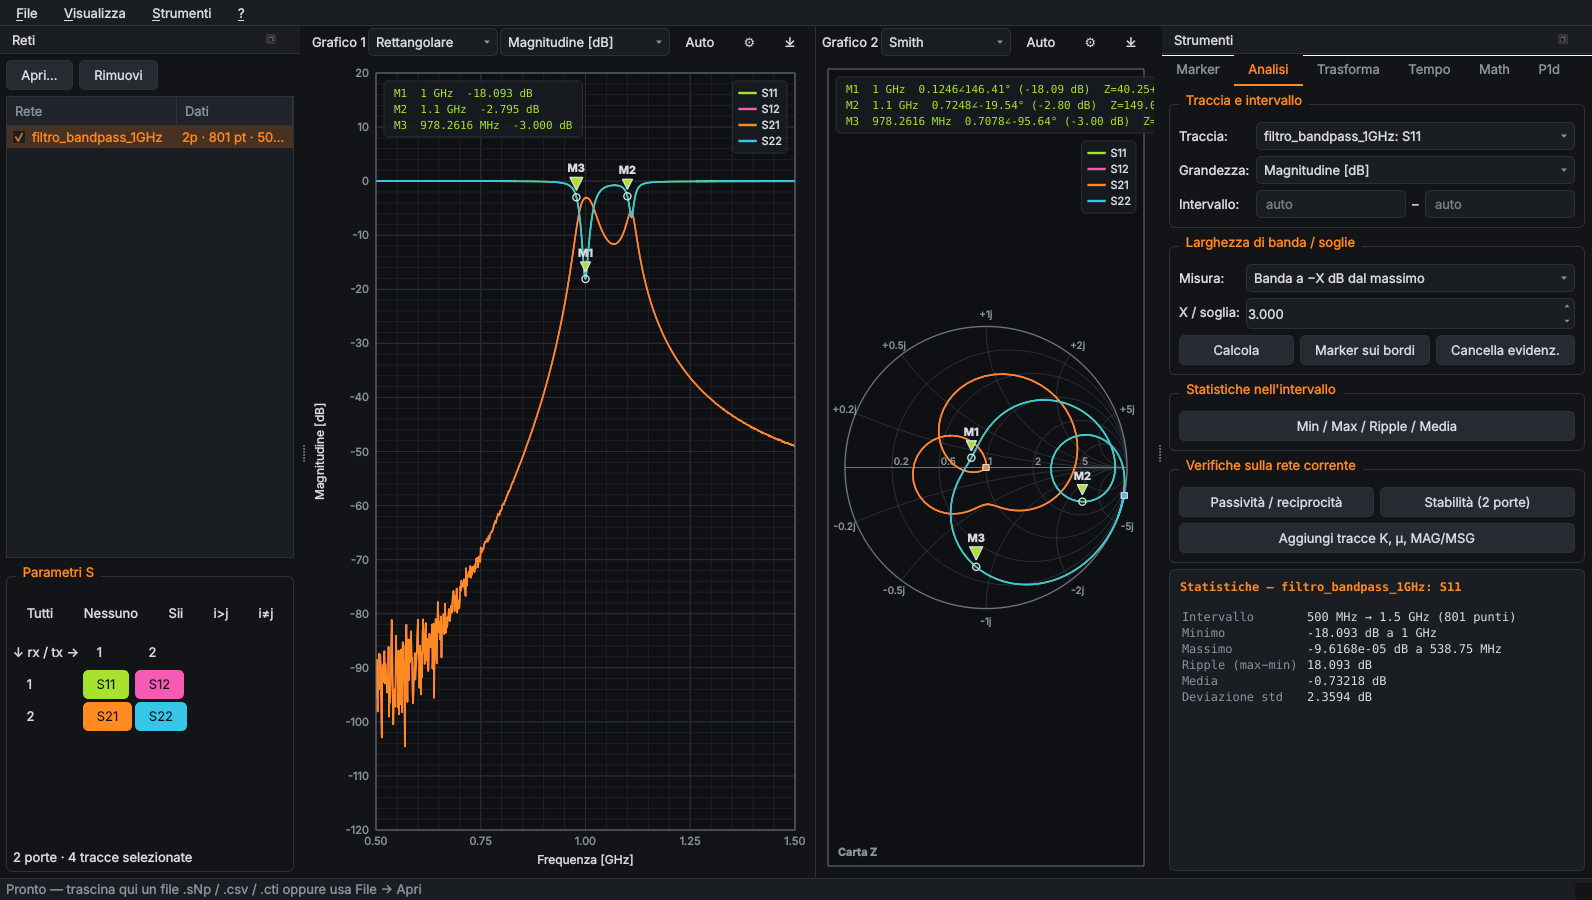 File Visualizza Strumenti ?
Reti
Apri... Rimuovi
Rete Dati
✓ filtro_bandpass_1GHz 2p · 801 pt · 50...
Parametri S
Tutti Nessuno Sii i>j i≠j
↓ rx / tx → 1 2
1 S11 S12
2 S21 S22
2 porte · 4 tracce selezionate
Grafico 1 Rettangolare Magnitudine [dB] Auto
M1 1 GHz -18.093 dB
M2 1.1 GHz -2.795 dB
M3 978.2616 MHz -3.000 dB
S11
S12
S21
S22
M3 M2
M1
20
10
0
-10
-20
-30
-40
-50
-60
-70
-80
-90
-100
-110
-120
Magnitudine [dB]
0.50 0.75 1.00 1.25 1.50
Frequenza [GHz]
Grafico 2 Smith Auto
M1 1 GHz 0.1246∠146.41° (-18.09 dB) Z=40.25+
M2 1.1 GHz 0.7248∠-19.54° (-2.80 dB) Z=149.
M3 978.2616 MHz 0.7078∠-95.64° (-3.00 dB) Z=
S11
S12
S21
S22
+1j
+0.5j +2j
+0.2j +5j
M1
0.2 0.5 1 2 5
M2
-0.2j -5j
M3
-0.5j -2j
-1j
Carta Z
Strumenti
Marker Analisi Trasforma Tempo Math P1d
Traccia e intervallo
Traccia: filtro_bandpass_1GHz: S11
Grandezza: Magnitudine [dB]
Intervallo: auto – auto
Larghezza di banda / soglie
Misura: Banda a −X dB dal massimo
X / soglia: 3.000
Calcola Marker sui bordi Cancella evidenz.
Statistiche nell'intervallo
Min / Max / Ripple / Media
Verifiche sulla rete corrente
Passività / reciprocità Stabilità (2 porte)
Aggiungi tracce K, μ, MAG/MSG
Statistiche — filtro_bandpass_1GHz: S11
Intervallo 500 MHz → 1.5 GHz (801 punti)
Minimo -18.093 dB a 1 GHz
Massimo -9.6168e-05 dB a 538.75 MHz
Ripple (max−min) 18.093 dB
Media -0.73218 dB
Deviazione std 2.3594 dB
Pronto — trascina qui un file .sNp / .csv / .cti oppure usa File → Apri